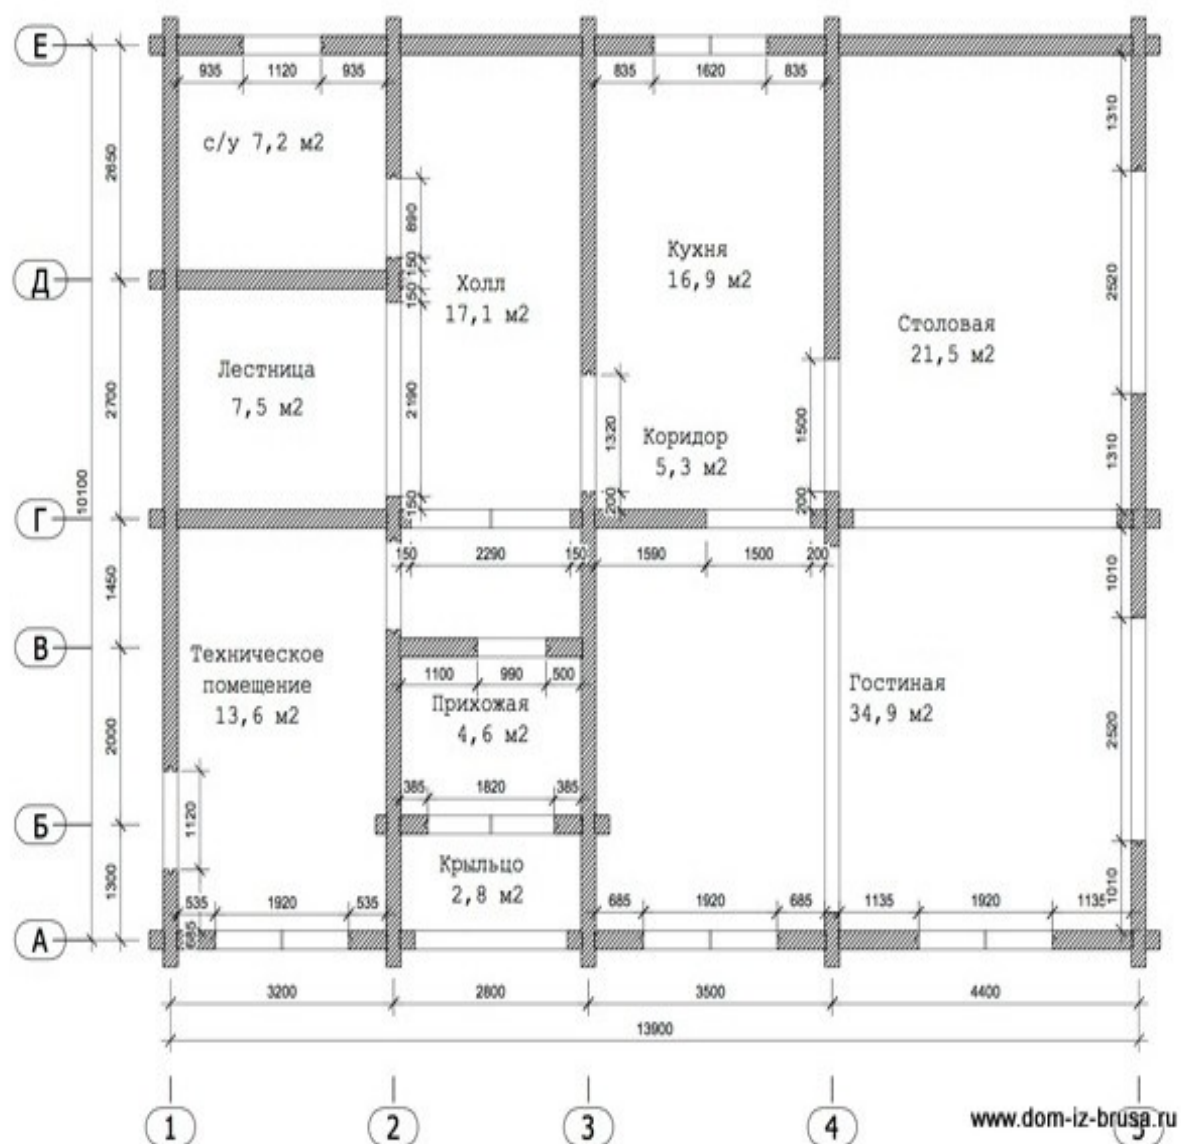 Е
935 1120 935
835 1620 835
1310
с/у 7,2 м2
2650
890
150
150
150
Д
Кухня
16,9 м2
Холл
17,1 м2
2520
Столовая
21,5 м2
Лестница
7,5 м2
2700
2190
1320
1500
Коридор
5,3 м2
1310
10100
150
200
200
Г
150 2290 150 1590 1500 200
1450
1010
В
Техническое
помещение
13,6 м2
1100 990 500
Прихожая
4,6 м2
Гостиная
34,9 м2
2000
2520
385 1820 385
1120
Б
Крыльцо
2,8 м2
1300
1010
535 1920 535
685 1920 685
1135 1920 1135
685
А
3200 2800 3500 4400
13900
1 2 3 4 5
www.dom-iz-brusa.ru